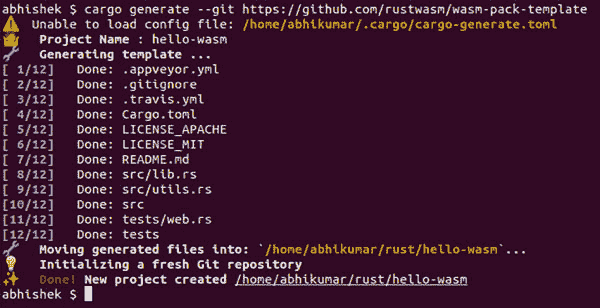 abhishek $ cargo generate --git https://github.com/rustwasm/wasm-pack-template
Unable to load config file: /home/abhikumar/.cargo/cargo-generate.toml
Project Name : hello-wasm
Generating template ...
[ 1/12] Done: .appveyor.yml
[ 2/12] Done: .gitignore
[ 3/12] Done: .travis.yml
[ 4/12] Done: Cargo.toml
[ 5/12] Done: LICENSE_APACHE
[ 6/12] Done: LICENSE_MIT
[ 7/12] Done: README.md
[ 8/12] Done: src/lib.rs
[ 9/12] Done: src/utils.rs
[10/12] Done: src
[11/12] Done: tests/web.rs
[12/12] Done: tests
Moving generated files into: `/home/abhikumar/rust/hello-wasm`...
Initializing a fresh Git repository
Done! New project created /home/abhikumar/rust/hello-wasm
abhishek $